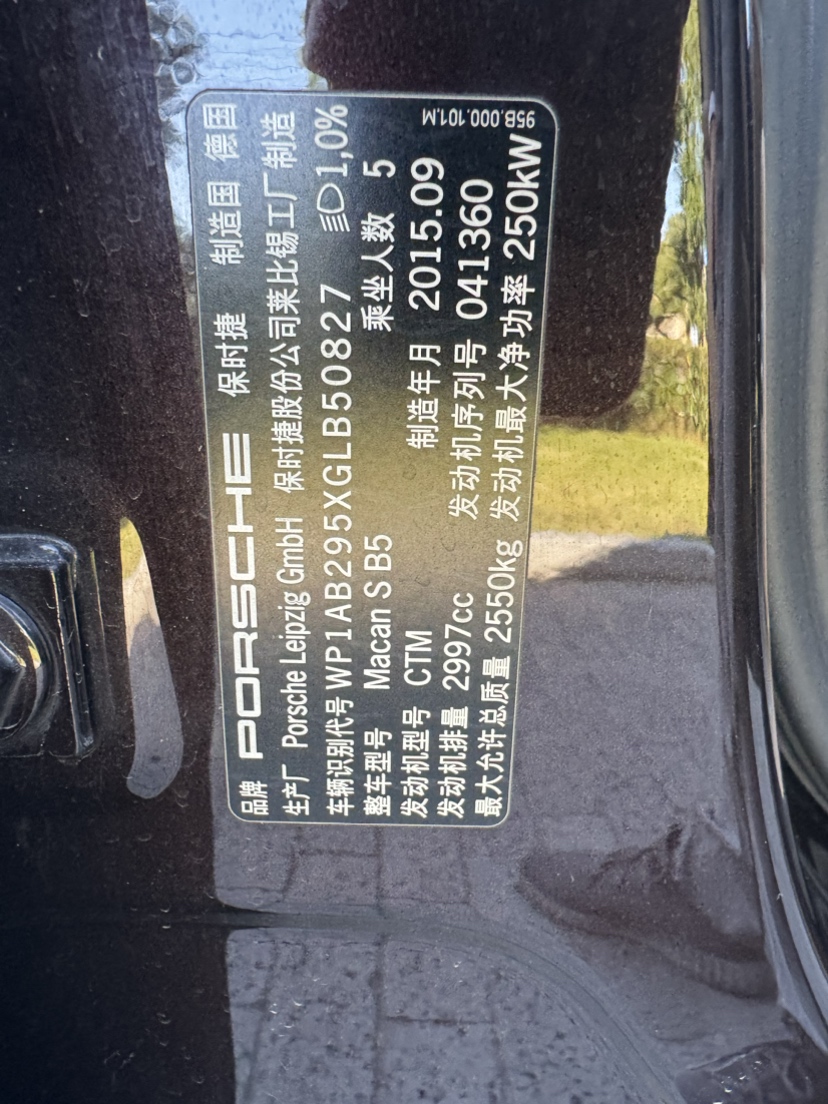 品牌 PORSCHE 保时捷 制造国 德国
生产厂 Porsche Leipzig GmbH 保时捷股份公司莱比锡工厂制造
车辆识别代号 WP1AB295XGLB50827 1,0%
整车型号 Macan S B5 乘坐人数 5
发动机型号 CTM 制造年月 2015.09
发动机排量 2997cc 发动机序列号 041360
最大允许总质量 2550kg 发动机最大净功率 250kW
95B.000.101.M